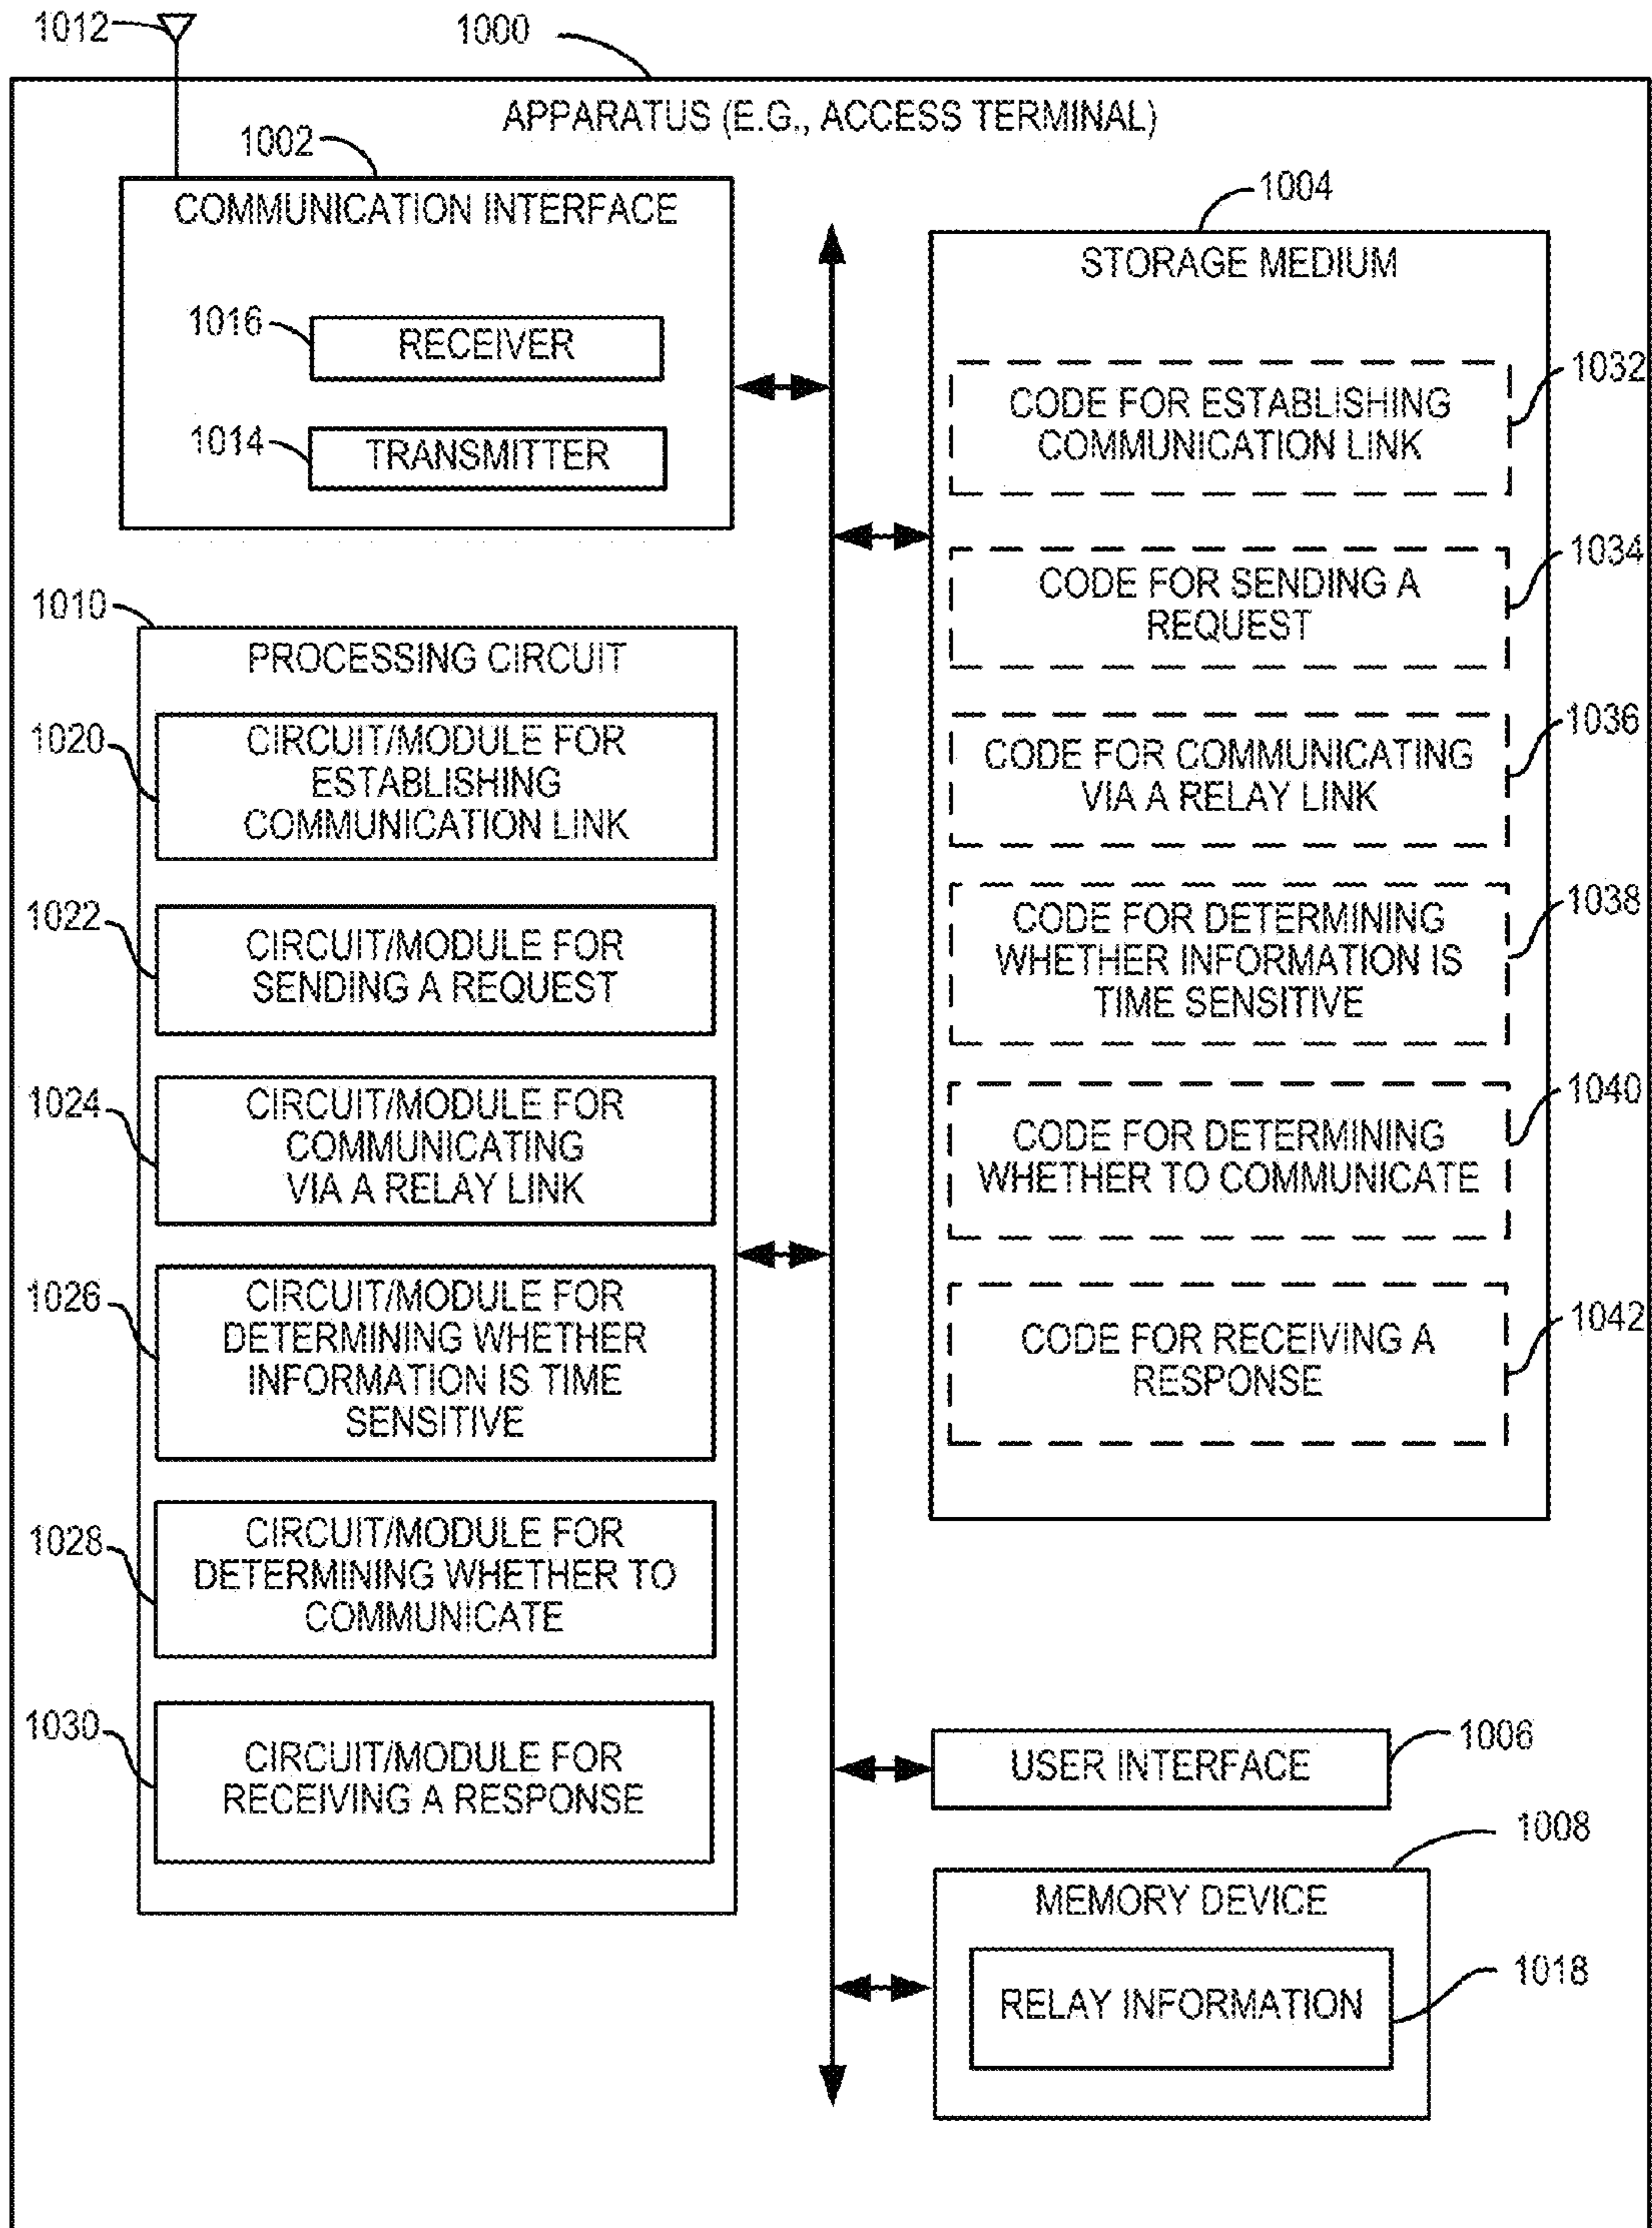 1012
1000
APPARATUS (E.G., ACCESS TERMINAL)
1002
COMMUNICATION INTERFACE
1016
RECEIVER
1014
TRANSMITTER
1004
STORAGE MEDIUM
1032
CODE FOR ESTABLISHING
COMMUNICATION LINK
1034
CODE FOR SENDING A
REQUEST
1036
CODE FOR COMMUNICATING
VIA A RELAY LINK
1038
CODE FOR DETERMINING
WHETHER INFORMATION IS
TIME SENSITIVE
1040
CODE FOR DETERMINING
WHETHER TO COMMUNICATE
1042
CODE FOR RECEIVING A
RESPONSE
1010
PROCESSING CIRCUIT
1020
CIRCUIT/MODULE FOR
ESTABLISHING
COMMUNICATION LINK
1022
CIRCUIT/MODULE FOR
SENDING A REQUEST
1024
CIRCUIT/MODULE FOR
COMMUNICATING
VIA A RELAY LINK
1026
CIRCUIT/MODULE FOR
DETERMINING WHETHER
INFORMATION IS TIME
SENSITIVE
1028
CIRCUIT/MODULE FOR
DETERMINING WHETHER TO
COMMUNICATE
1030
CIRCUIT/MODULE FOR
RECEIVING A RESPONSE
1006
USER INTERFACE
1008
MEMORY DEVICE
1018
RELAY INFORMATION